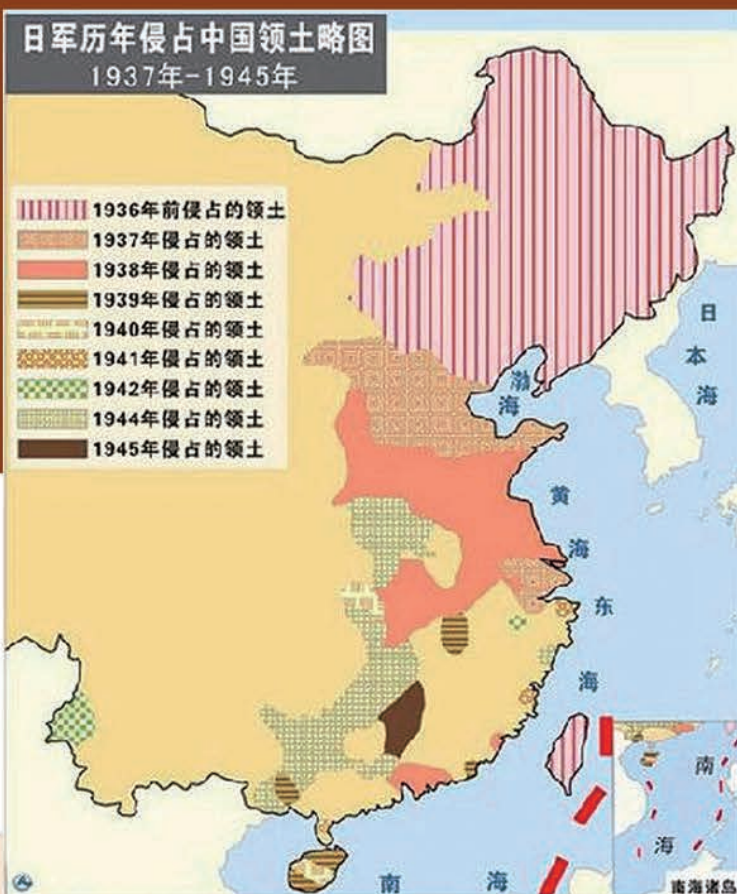 日军历年侵占中国领土略图
1937年-1945年
1936年前侵占的领土
1937年侵占的领土
1938年侵占的领土
1939年侵占的领土
1940年侵占的领土
1941年侵占的领土
1942年侵占的领土
1944年侵占的领土
1945年侵占的领土
日本海
渤海
黄海
东海
南海
南海
南海诸岛